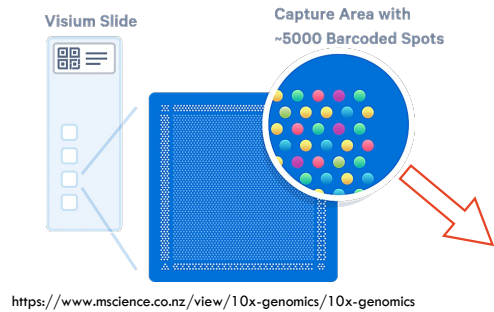 Visium Slide
Capture Area with
~5000 Barcoded Spots
https://www.mscience.co.nz/view/10x-genomics/10x-genomics